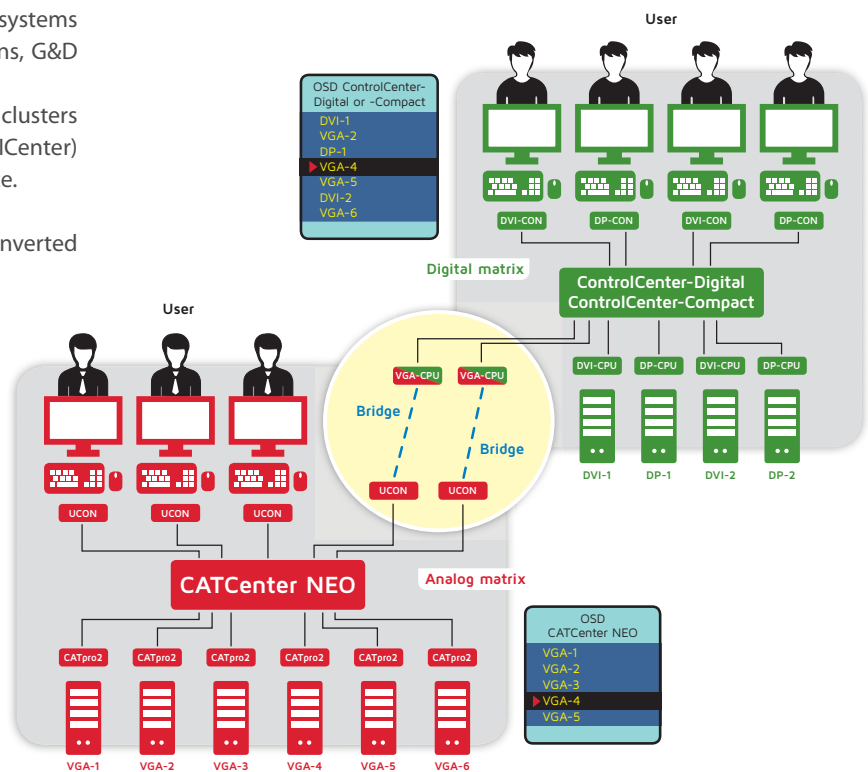 systems
ns, G&D
clusters
lCenter)
e.
nverted
User
OSD ControlCenter-
Digital or -Compact
DVI-1
VGA-2
DP-1
VGA-4
VGA-5
DVI-2
VGA-6
DVI-CON DP-CON DVI-CON DP-CON
Digital matrix
ControlCenter-Digital
ControlCenter-Compact
DVI-CPU DP-CPU DVI-CPU DP-CPU
DVI-1 DP-1 DVI-2 DP-2
VGA-CPU VGA-CPU
Bridge
Bridge
UCON UCON
User
UCON UCON UCON
CATCenter NEO
Analog matrix
CATpro2 CATpro2 CATpro2 CATpro2 CATpro2 CATpro2
VGA-1 VGA-2 VGA-3 VGA-4 VGA-5 VGA-6
OSD
CATCenter NEO
VGA-1
VGA-2
VGA-3
VGA-4
VGA-5